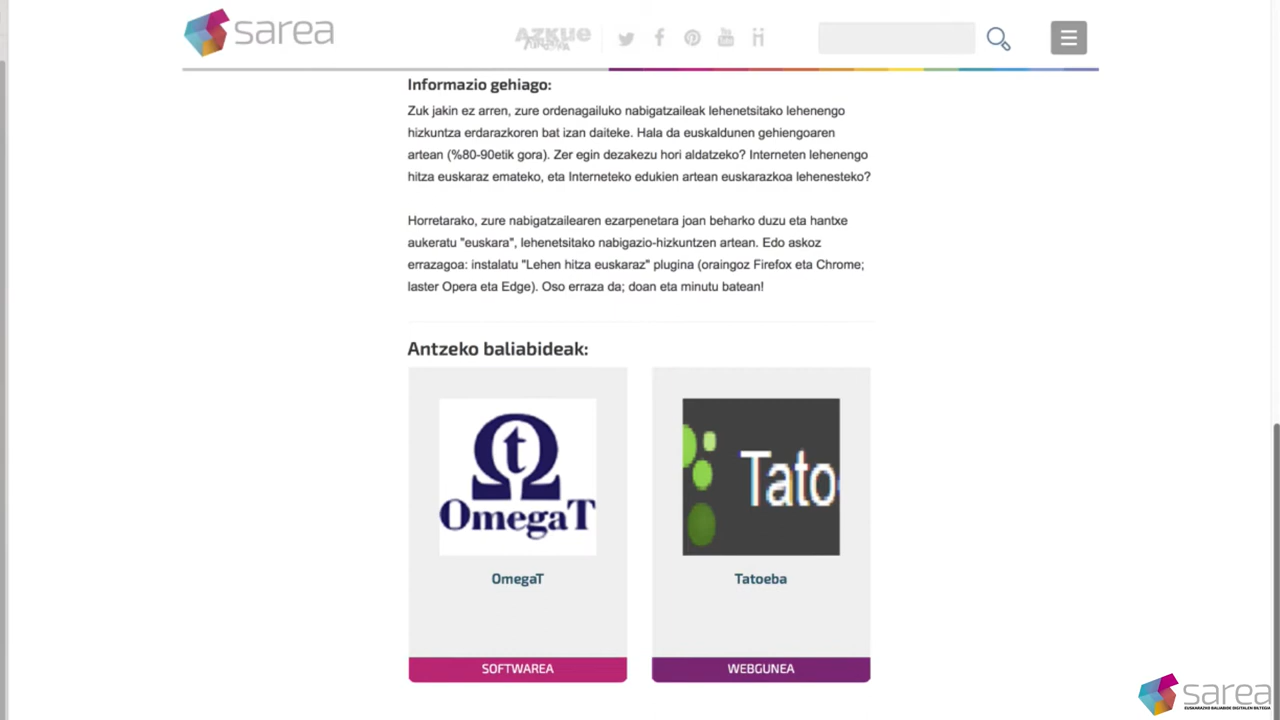 sarea
AZKUE
Informazio gehiago:
Zuk jakin ez arren, zure ordenagailuko nabigatzaileak lehenetsitako lehenengo
hizkuntza erdarazkoren bat izan daiteke. Hala da euskaldunen gehiengoaren
artean (%80-90etik gora). Zer egin dezakezu hori aldatzeko? Interneten lehenengo
hitza euskaraz emateko, eta Interneteko edukien artean euskarazkoa lehenesteko?
Horretarako, zure nabigatzailearen ezarpenetara joan beharko duzu eta hantxe
aukeratu "euskara", lehenetsitako nabigazio-hizkuntzen artean. Edo askoz
errazagoa: instalatu "Lehen hitza euskaraz" plugina (oraingoz Firefox eta Chrome;
laster Opera eta Edge). Oso erraza da; doan eta minutu batean!
Antzeko baliabideak:
t
OmegaT
Tato
OmegaT
Tatoeba
SOFTWAREA
WEBGUNEA
sarea
EUSKARAZKO BALIABIDE DIGITALEN BILTEGIA